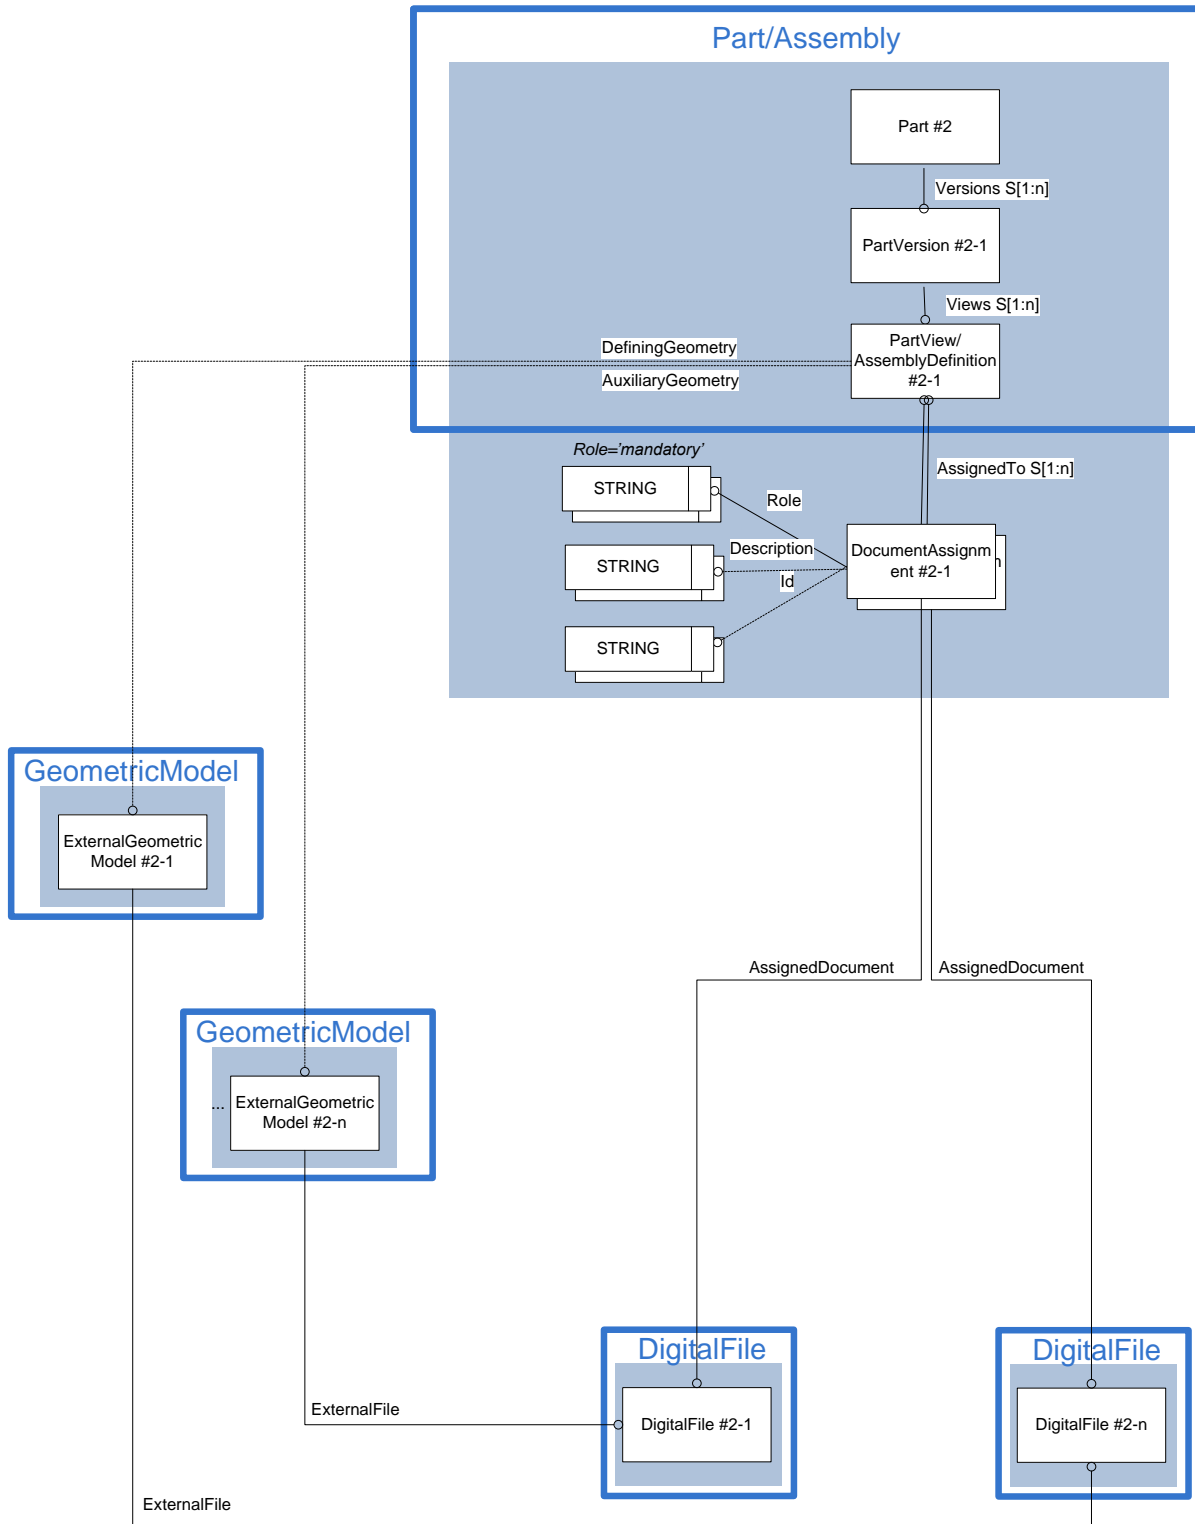 Part/Assembly
Part #2
Versions S[1:n]
PartVersion #2-1
Views S[1:n]
PartView/
AssemblyDefinition
#2-1
DefiningGeometry
AuxiliaryGeometry
Role='mandatory'
AssignedTo S[1:n]
STRING
Role
Description
DocumentAssignm
ent #2-1
n
STRING
Id
STRING
GeometricModel
ExternalGeometric
Model #2-1
AssignedDocument
AssignedDocument
GeometricModel
...
ExternalGeometric
Model #2-n
DigitalFile
DigitalFile
ExternalFile
DigitalFile #2-1
DigitalFile #2-n
ExternalFile